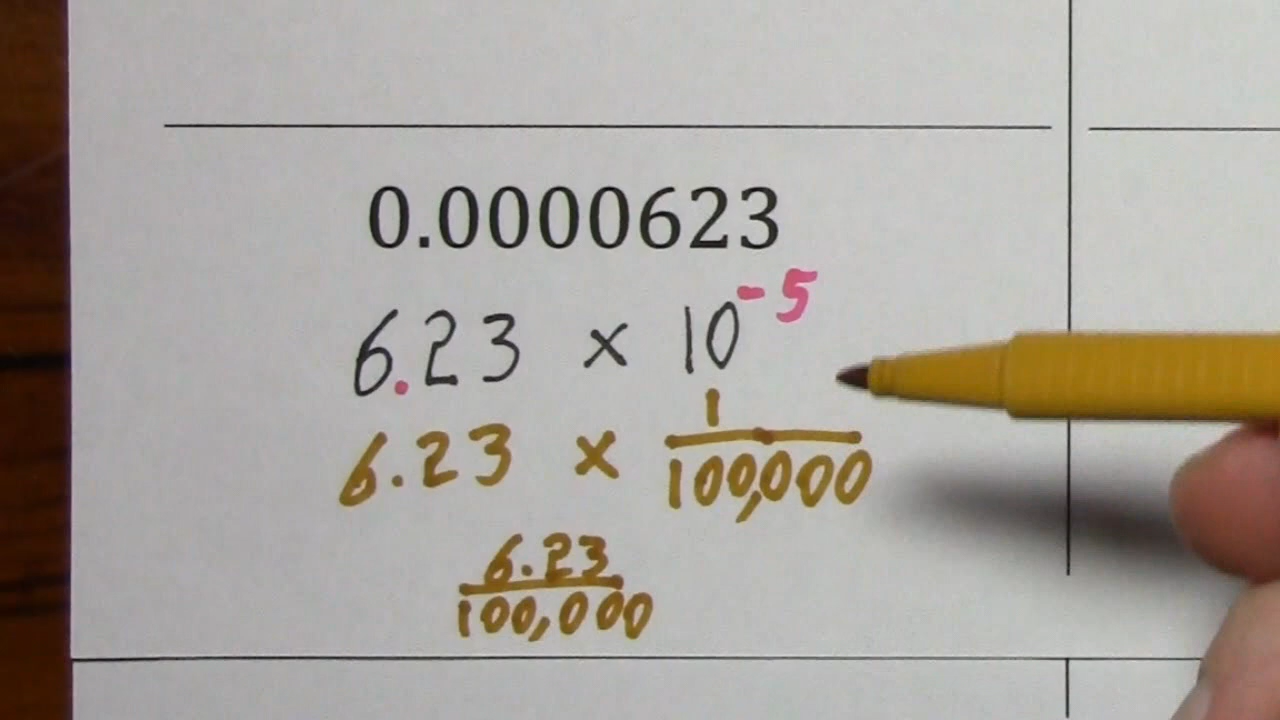 0.0000623
6.23 × 10⁻⁵
6.23 × 1/100,000
6.23/100,000